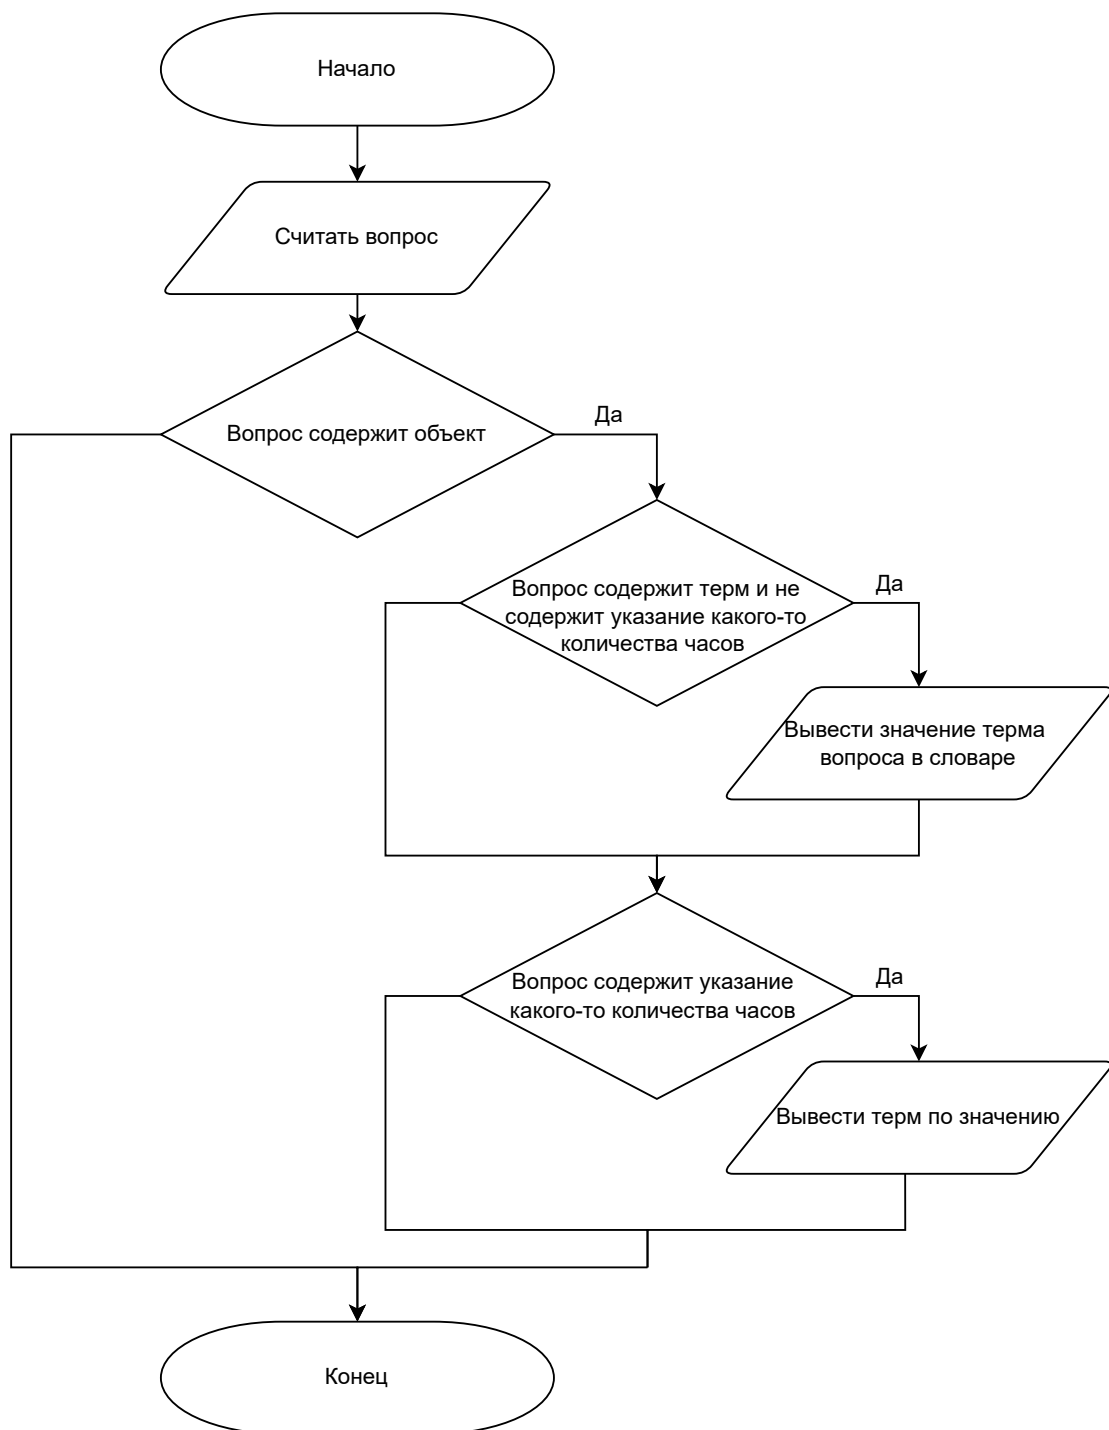 Начало
Считать вопрос
Вопрос содержит объект
Да
Вопрос содержит терм и не
содержит указание какого-то
количества часов
Да
Вывести значение терма
вопроса в словаре
Вопрос содержит указание
какого-то количества часов
Да
Вывести терм по значению
Конец